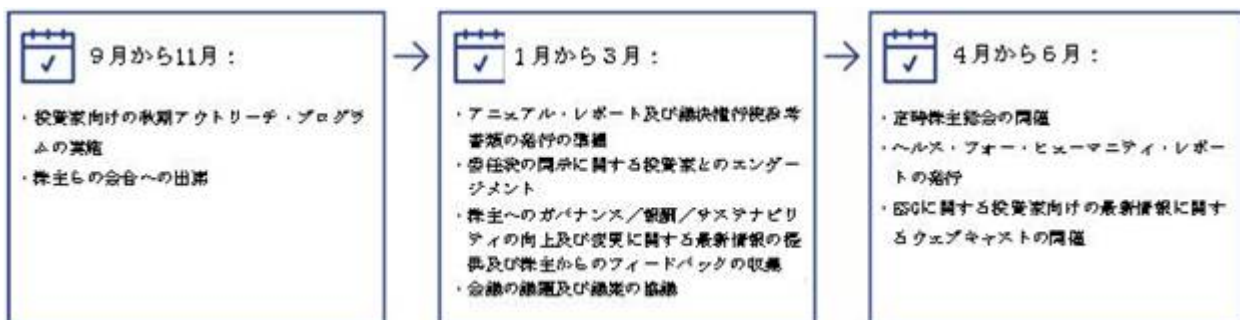 9月から11月：
・投資家向けの秋期アウトリーチ・プログラ
ムの実施
・株主らの会合への出席
1月から3月：
・アニュアル・レポート及び議決権行使参考
書類の発行の準備
・委任状の開示に関する投資家とのエンゲー
ジメント
・株主へのガバナンス／報酬／サステナビリ
ティの向上及び変更に関する最新情報の提
供及び株主からのフィードバックの収集
・会議の議題及び議案の協議
4月から6月：
・定時株主総会の開催
・ヘルス・フォー・ヒューマニティ・レポー
トの発行
・ESGに関する投資家向けの最新情報に関す
るウェブキャストの開催